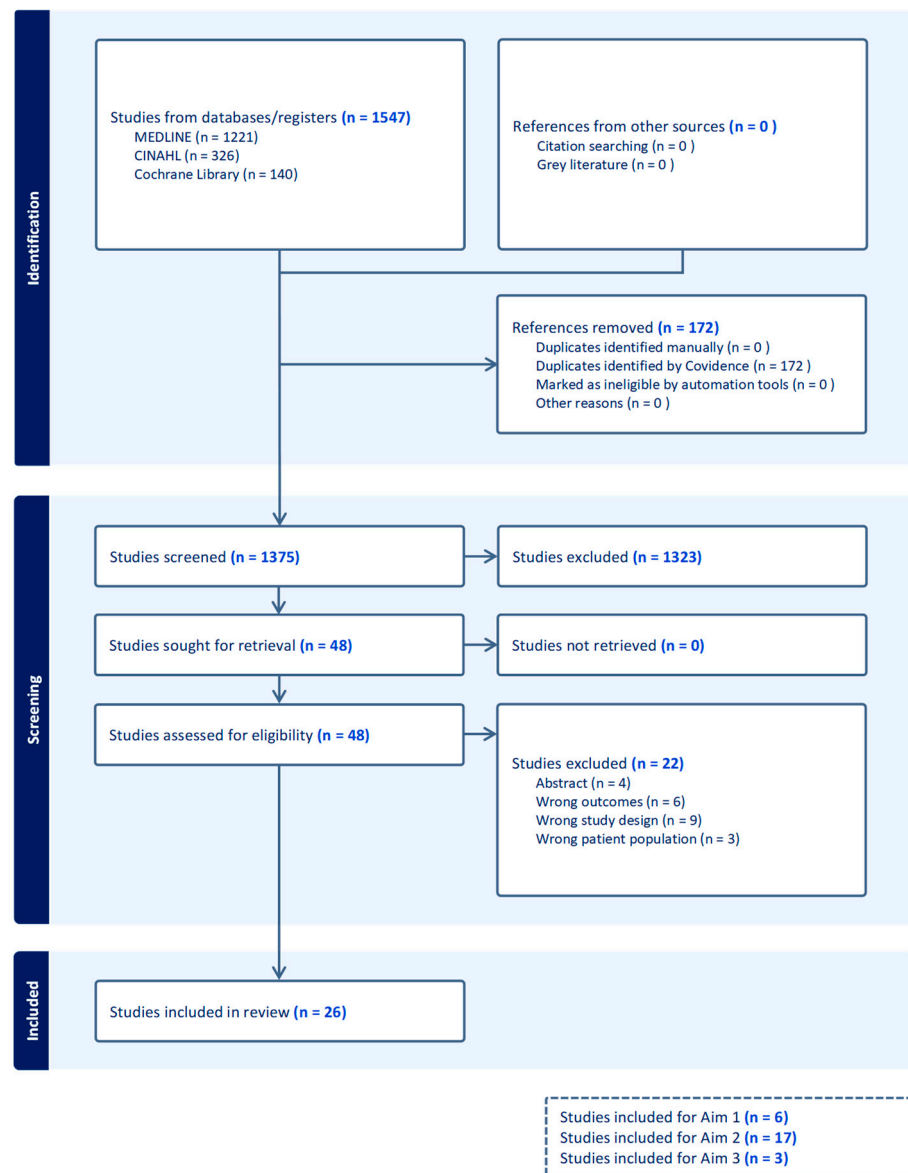 Identification
Studies from databases/registers (n = 1547)
MEDLINE (n = 1221)
CINAHL (n = 326)
Cochrane Library (n = 140)
References from other sources (n = 0 )
Citation searching (n = 0 )
Grey literature (n = 0 )
References removed (n = 172)
Duplicates identified manually (n = 0 )
Duplicates identified by Covidence (n = 172 )
Marked as ineligible by automation tools (n = 0 )
Other reasons (n = 0 )
Screening
Studies screened (n = 1375)
Studies excluded (n = 1323)
Studies sought for retrieval (n = 48)
Studies not retrieved (n = 0)
Studies assessed for eligibility (n = 48)
Studies excluded (n = 22)
Abstract (n = 4)
Wrong outcomes (n = 6)
Wrong study design (n = 9)
Wrong patient population (n = 3)
Included
Studies included in review (n = 26)
Studies included for Aim 1 (n = 6)
Studies included for Aim 2 (n = 17)
Studies included for Aim 3 (n = 3)